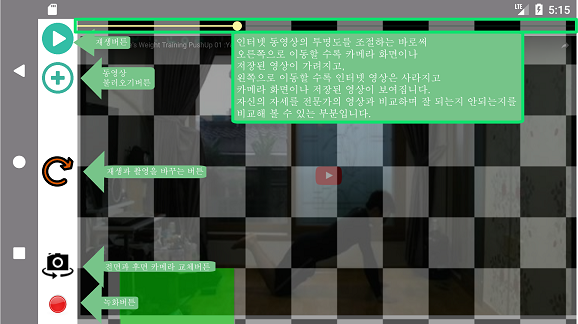 LTE 5:15
재생버튼
's Weight Training Pushup 01
인터넷 동영상의 투명도를 조절하는 바로써
오른쪽으로 이동할 수록 카메라 화면이나
저장된 영상이 가려지고,
왼쪽으로 이동할 수록 인터넷 영상은 사라지고
카메라 화면이나 저장된 영상이 보여집니다.
자신의 자세를 전문가의 영상과 비교하며 잘 되는지 안되는지를
비교해 볼 수 있는 부분입니다.
동영상
불러오기버튼
재생과 촬영을 바꾸는 버튼
전면과 후면 카메라 교체버튼
녹화버튼